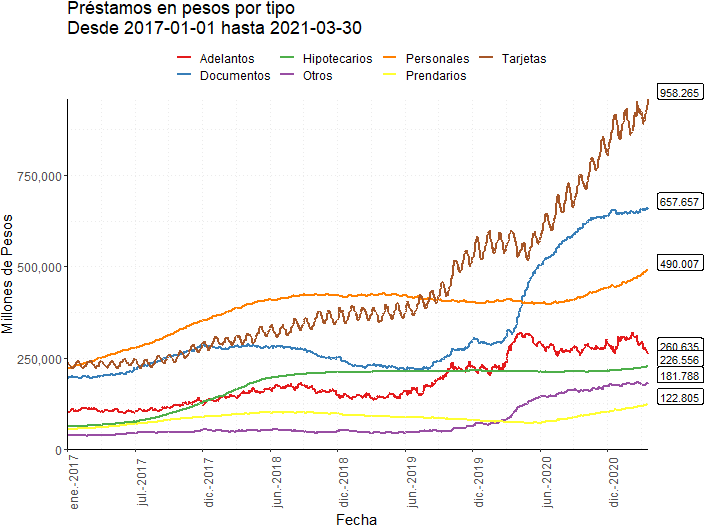 Préstamos en pesos por tipo
Desde 2017-01-01 hasta 2021-03-30
Adelantos Hipotecarios Personales Tarjetas
Documentos Otros Prendarios
958.265
750,000
657.657
500,000
490.007
260.635
250,000
226.556
181.788
122.805
0
Millones de Pesos
ene.-2017 jul.-2017 dic.-2017 jun.-2018 dic.-2018 jun.-2019 dic.-2019 jun.-2020 dic.-2020
Fecha